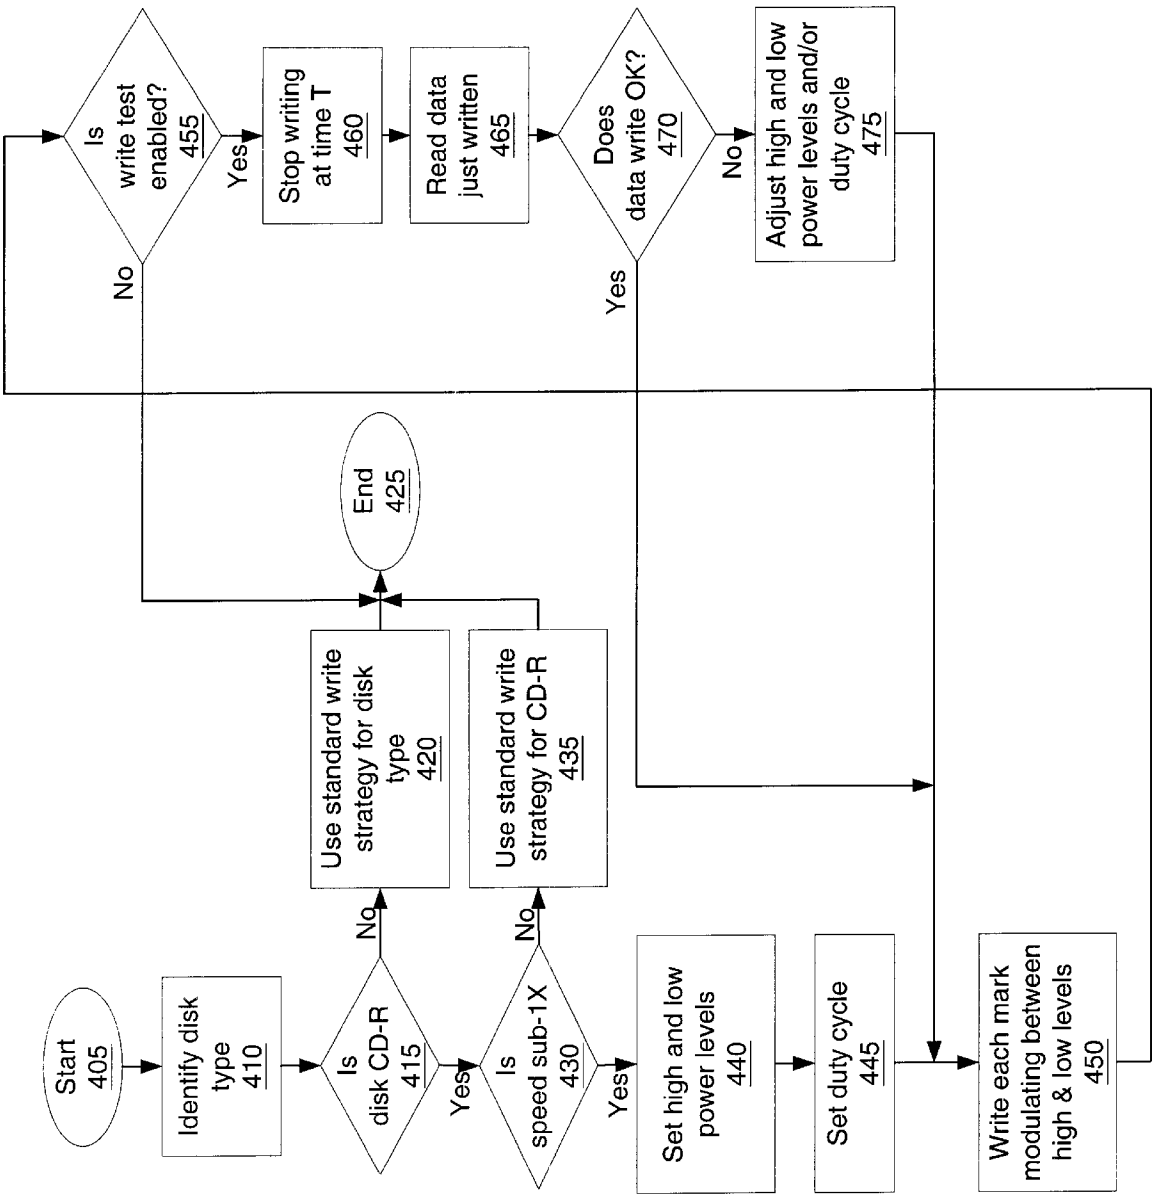 Start
405
Identify disk
type
410
Is
disk CD-R
415
No
Yes
Use standard write
strategy for disk
type
420
End
425
Is
speed sub-1X
430
No
Yes
Use standard write
strategy for CD-R
435
Set high and low
power levels
440
Set duty cycle
445
Write each mark
modulating between
high & low levels
450
Is
write test
enabled?
455
No
Yes
Stop writing
at time T
460
Read data
just written
465
Does
data write OK?
470
Yes
No
Adjust high and low
power levels and/or
duty cycle
475